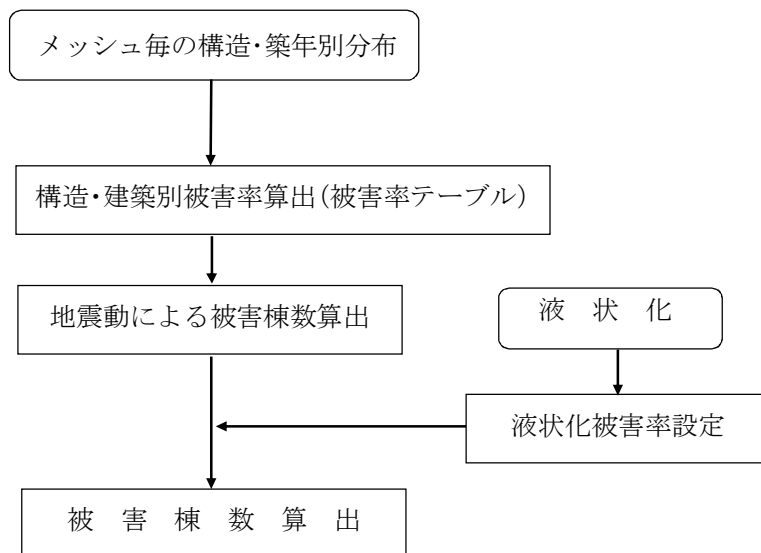 メッシュ毎の構造・築年別分布
構造・建築別被害率算出(被害率テーブル)
地震動による被害棟数算出
液　状　化
液状化被害率設定
被　害　棟　数　算　出